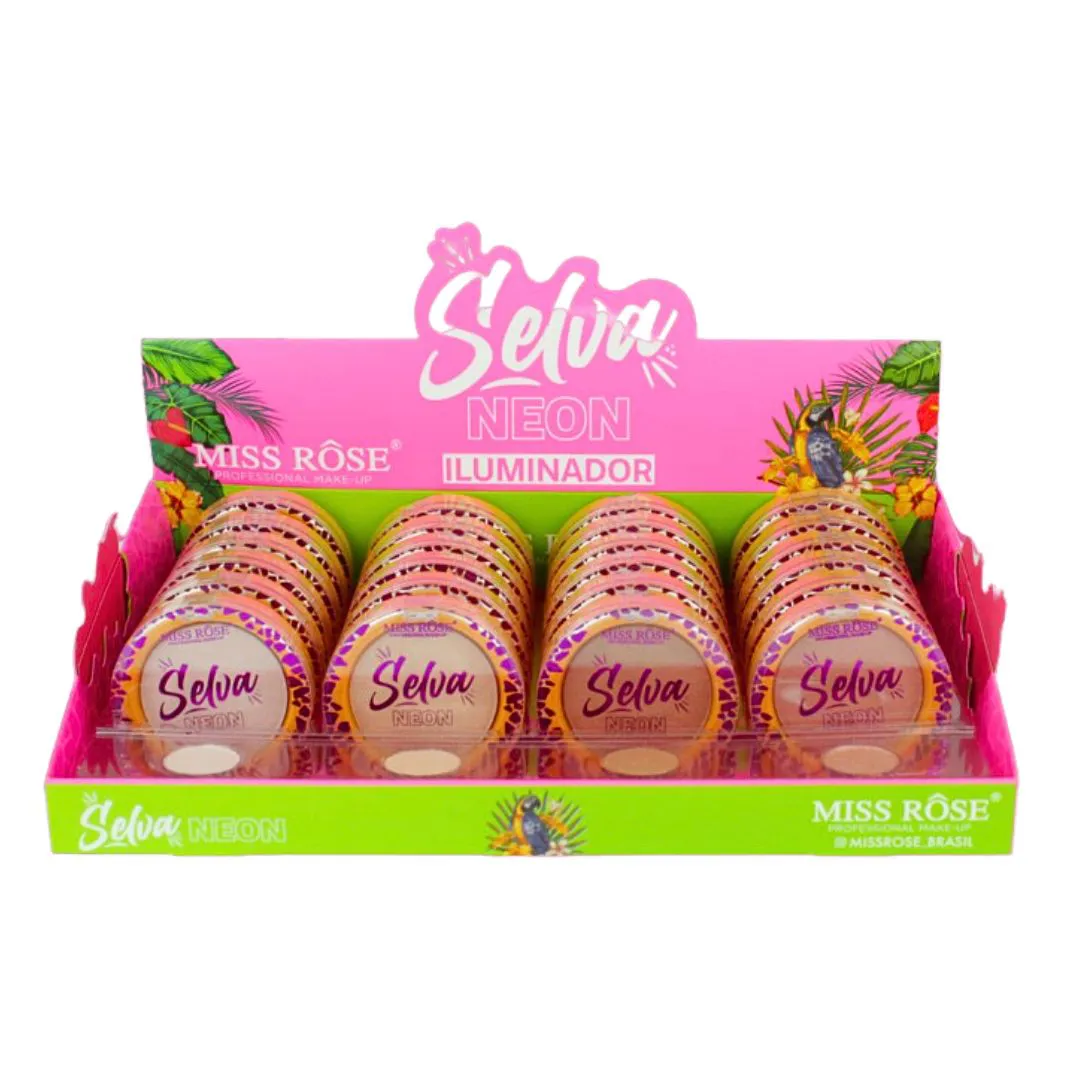 Selva
NEON
ILUMINADOR
MISS RÔSE®
PROFESSIONAL MAKE-UP
MISS RÔSE
Selva
NEON
MISS RÔSE
Selva
NEON
MISS RÔSE
Selva
NEON
MISS RÔSE
Selva
NEON
Selva NEON
MISS RÔSE®
PROFESSIONAL MAKE-UP
@MISSROSE_BRASIL